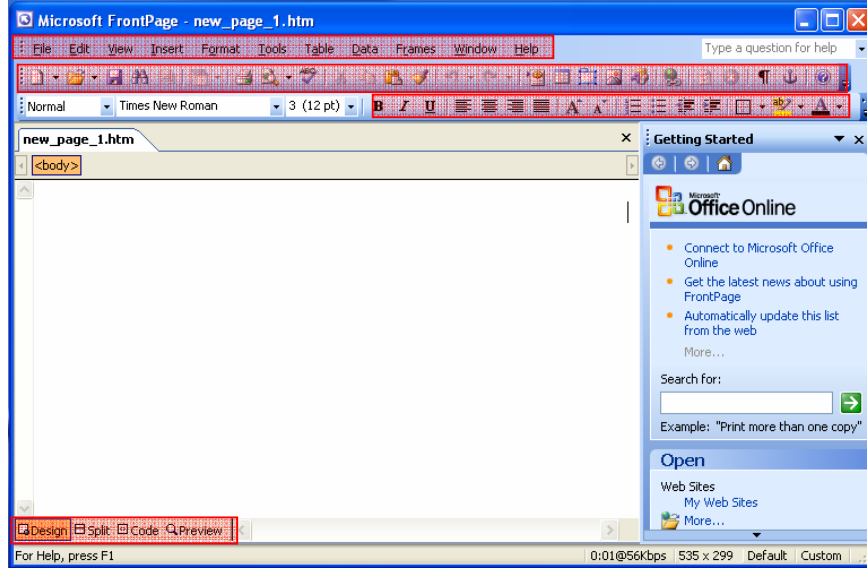 Microsoft FrontPage - new_page_1.htm
File Edit View Insert Format Tools Table Data Frames Window Help Type a question for help
Normal Times New Roman 3 (12 pt) B I U A A ab A
new_page_1.htm
Getting Started
<body>
Microsoft
Office Online
Connect to Microsoft Office
Online
Get the latest news about using
FrontPage
Automatically update this list
from the web
More...
Search for:
Example: "Print more than one copy"
Open
Web Sites
My Web Sites
More...
Design Split Code Preview
For Help, press F1 0:01@56Kbps 535 x 299 Default Custom